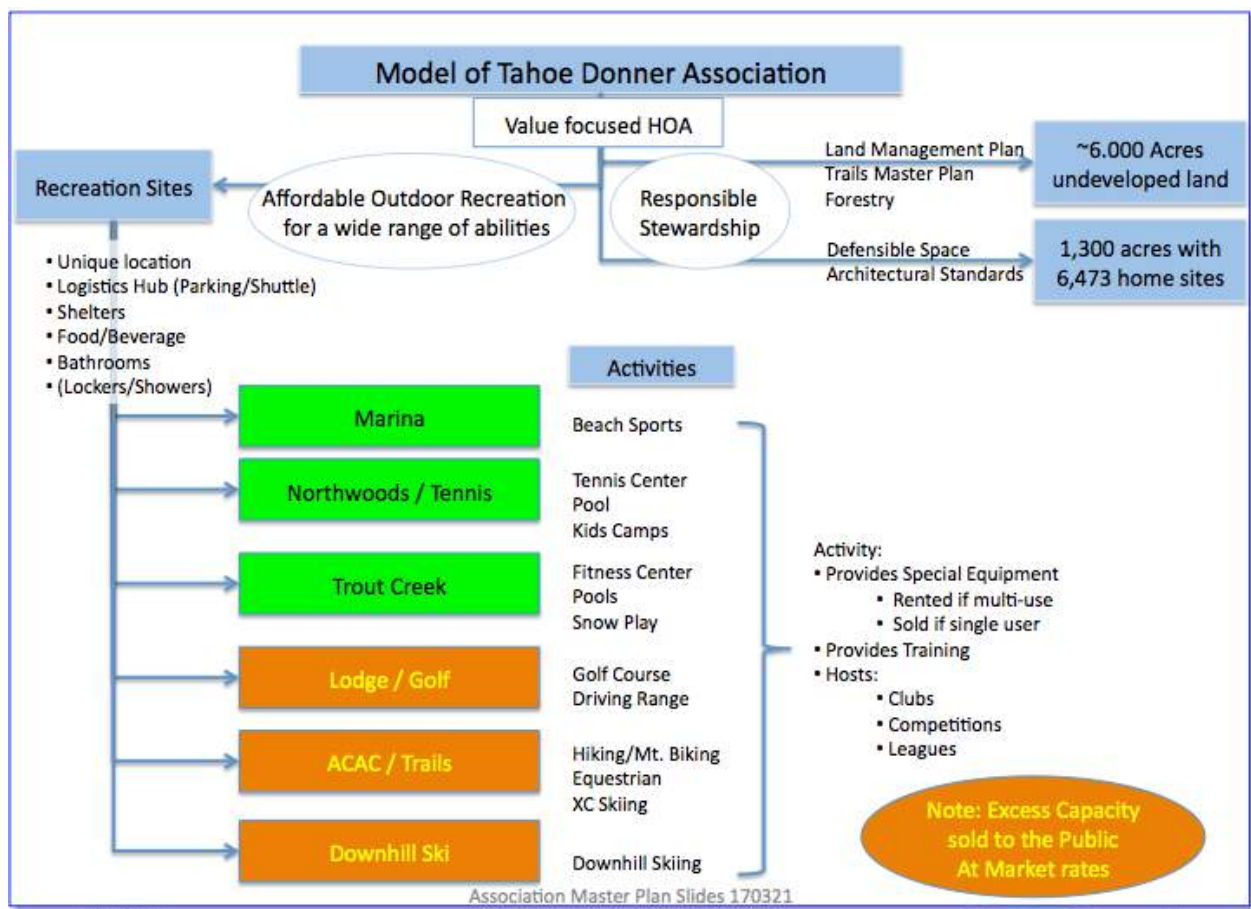 Model of Tahoe Donner Association
Value focused HOA
Recreation Sites
Affordable Outdoor Recreation
for a wide range of abilities
Responsible
Stewardship
Land Management Plan
Trails Master Plan
Forestry
~6.000 Acres
undeveloped land
Defensible Space
Architectural Standards
1,300 acres with
6,473 home sites
• Unique location
• Logistics Hub (Parking/Shuttle)
• Shelters
• Food/Beverage
• Bathrooms
• (Lockers/Showers)
Activities
Marina
Beach Sports
Northwoods / Tennis
Tennis Center
Pool
Kids Camps
Trout Creek
Fitness Center
Pools
Snow Play
Lodge / Golf
Golf Course
Driving Range
ACAC / Trails
Hiking/Mt. Biking
Equestrian
XC Skiing
Downhill Ski
Downhill Skiing
Activity:
• Provides Special Equipment
• Rented if multi-use
• Sold if single user
• Provides Training
• Hosts:
• Clubs
• Competitions
• Leagues
Note: Excess Capacity
sold to the Public
At Market rates
Association Master Plan Slides 170321